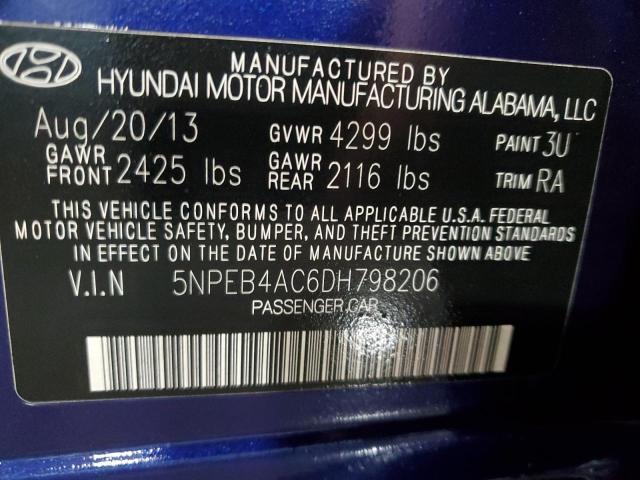 MANUFACTURED BY
HYUNDAI MOTOR MANUFACTURING ALABAMA, LLC
Aug/20/13 GVWR 4299 lbs PAINT 3U
GAWR FRONT 2425 lbs GAWR REAR 2116 lbs TRIM RA
THIS VEHICLE CONFORMS TO ALL APPLICABLE U.S.A. FEDERAL
MOTOR VEHICLE SAFETY, BUMPER, AND THEFT PREVENTION STANDARDS
IN EFFECT ON THE DATE OF MANUFACTURE SHOWN ABOVE
V.I.N 5NPEB4AC6DH798206
PASSENGER CAR